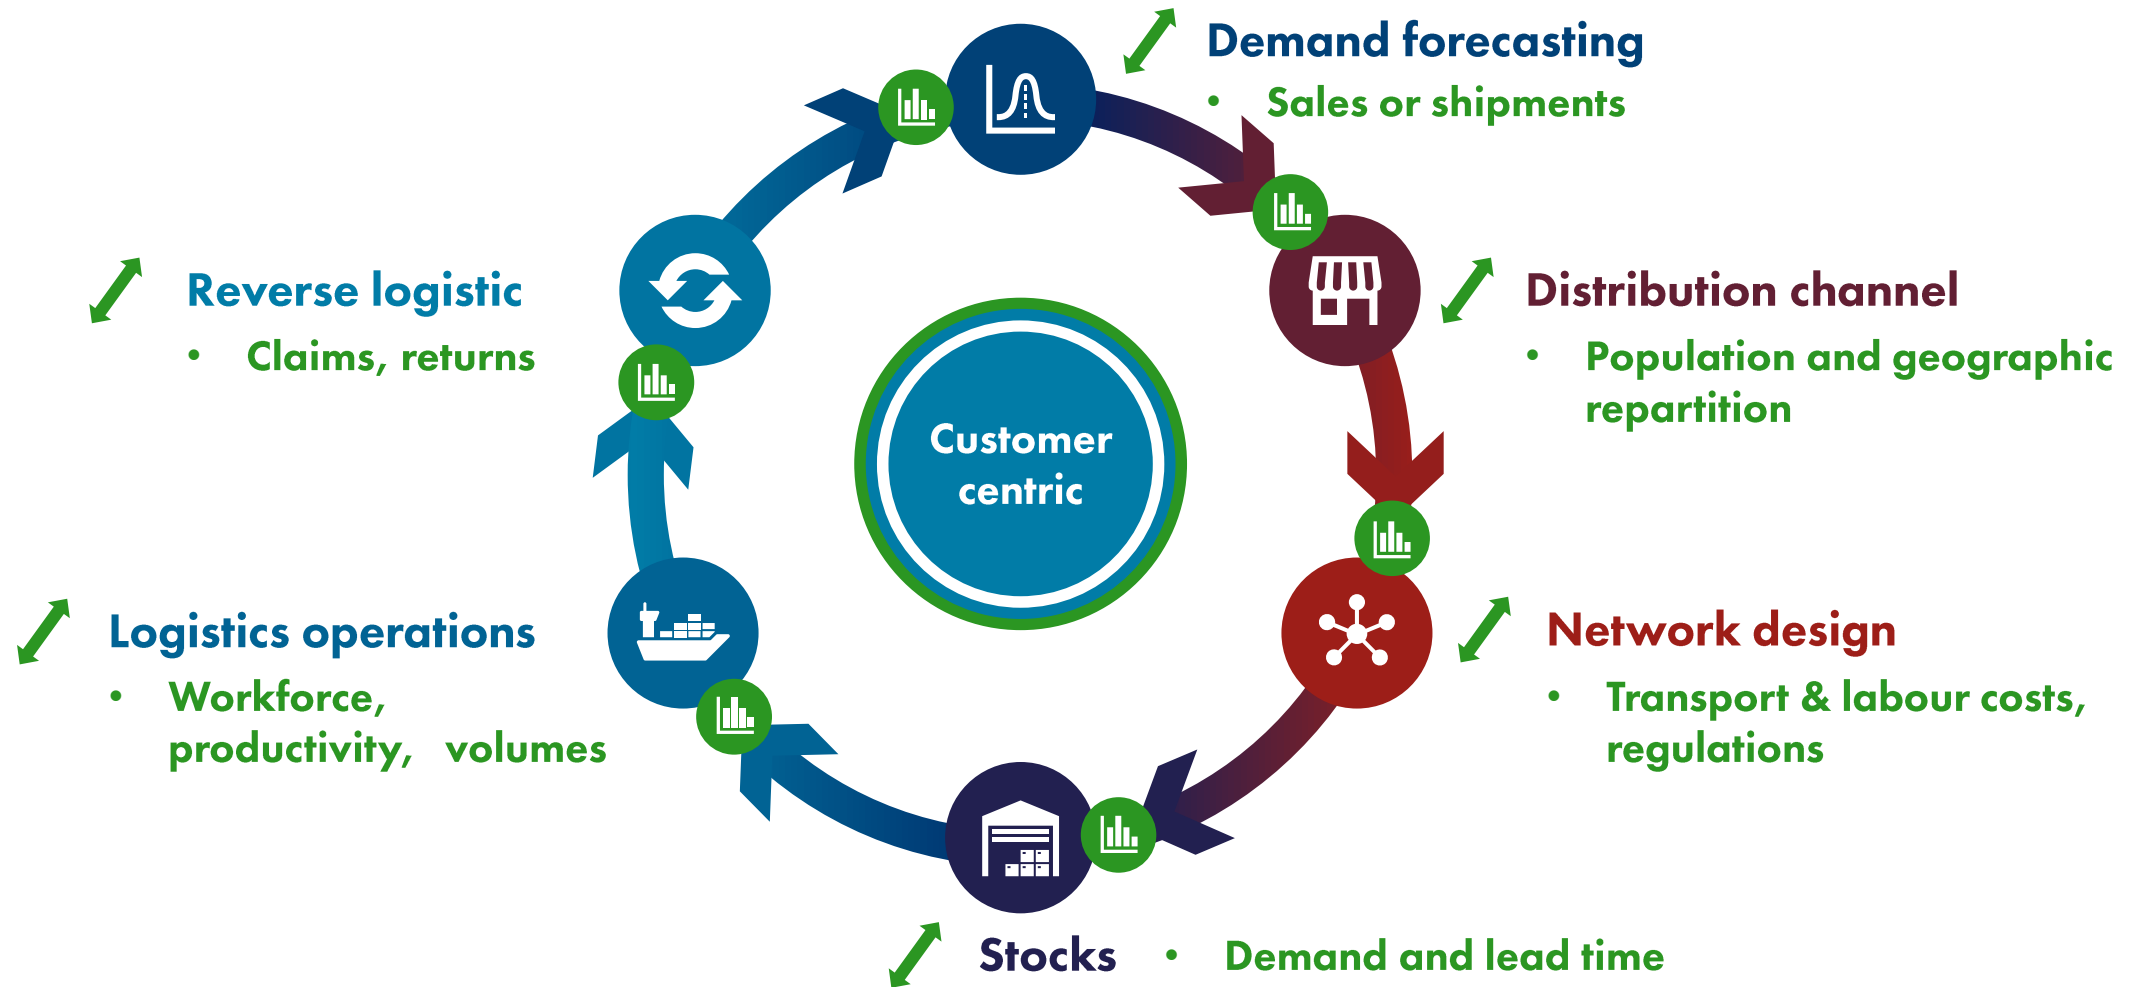 Demand forecasting
• Sales or shipments
Distribution channel
• Population and geographic
repartition
Network design
• Transport & labour costs,
regulations
Stocks • Demand and lead time
Logistics operations
• Workforce,
productivity, volumes
Reverse logistic
• Claims, returns
Customer
centric